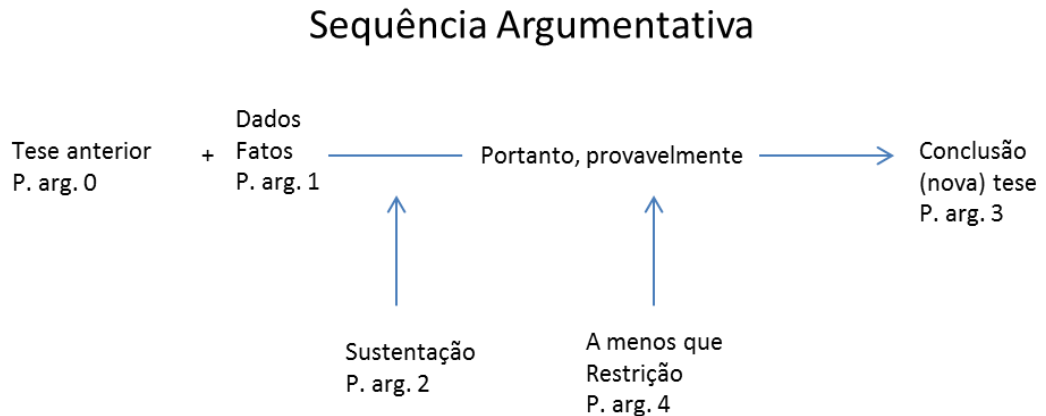 Sequência Argumentativa
Tese anterior
P. arg. 0
+
Dados
Fatos
P. arg. 1
Portanto, provavelmente
Conclusão
(nova) tese
P. arg. 3
Sustentação
P. arg. 2
A menos que
Restrição
P. arg. 4